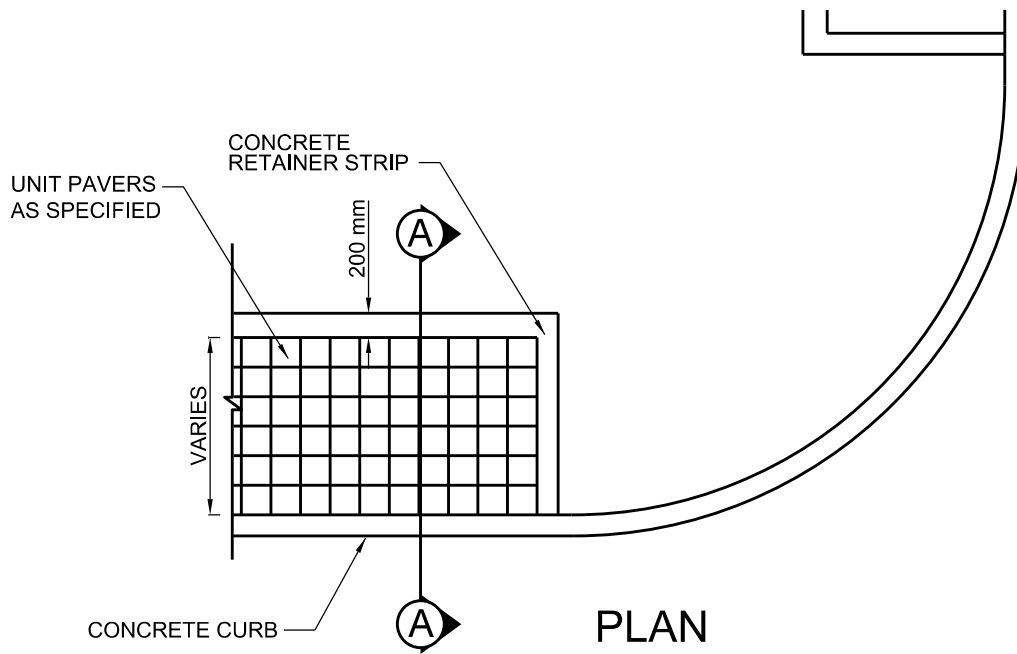 CONCRETE
RETAINER STRIP
UNIT PAVERS
AS SPECIFIED
200 mm
A
VARIES
CONCRETE CURB
A
PLAN